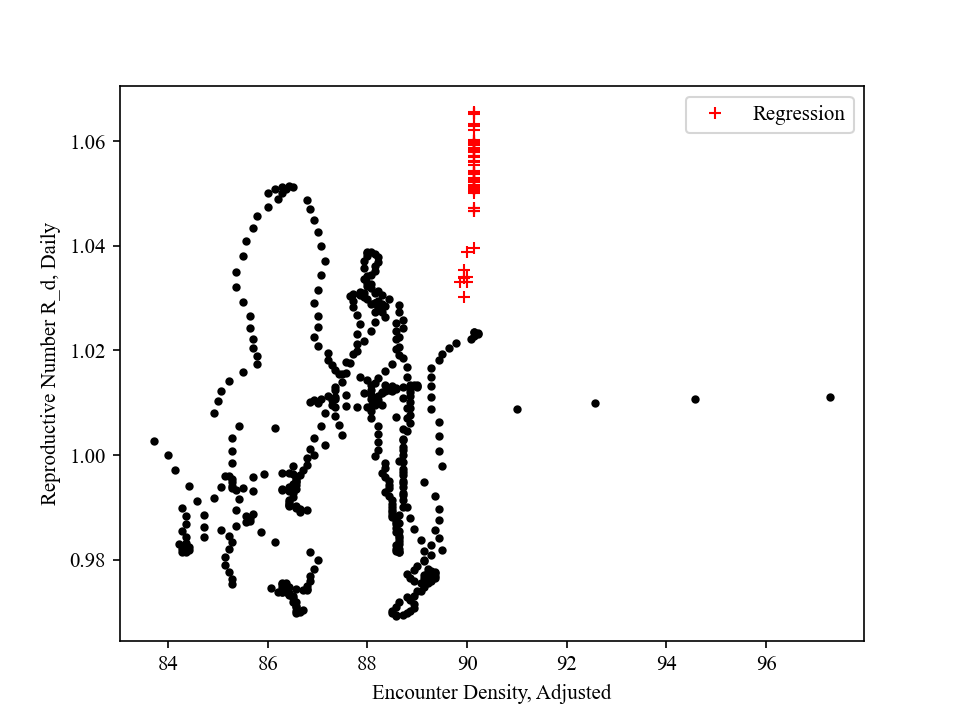 Regression
1.06
1.04
1.02
1.00
0.98
Reproductive Number R_d, Daily
84 86 88 90 92 94 96
Encounter Density, Adjusted